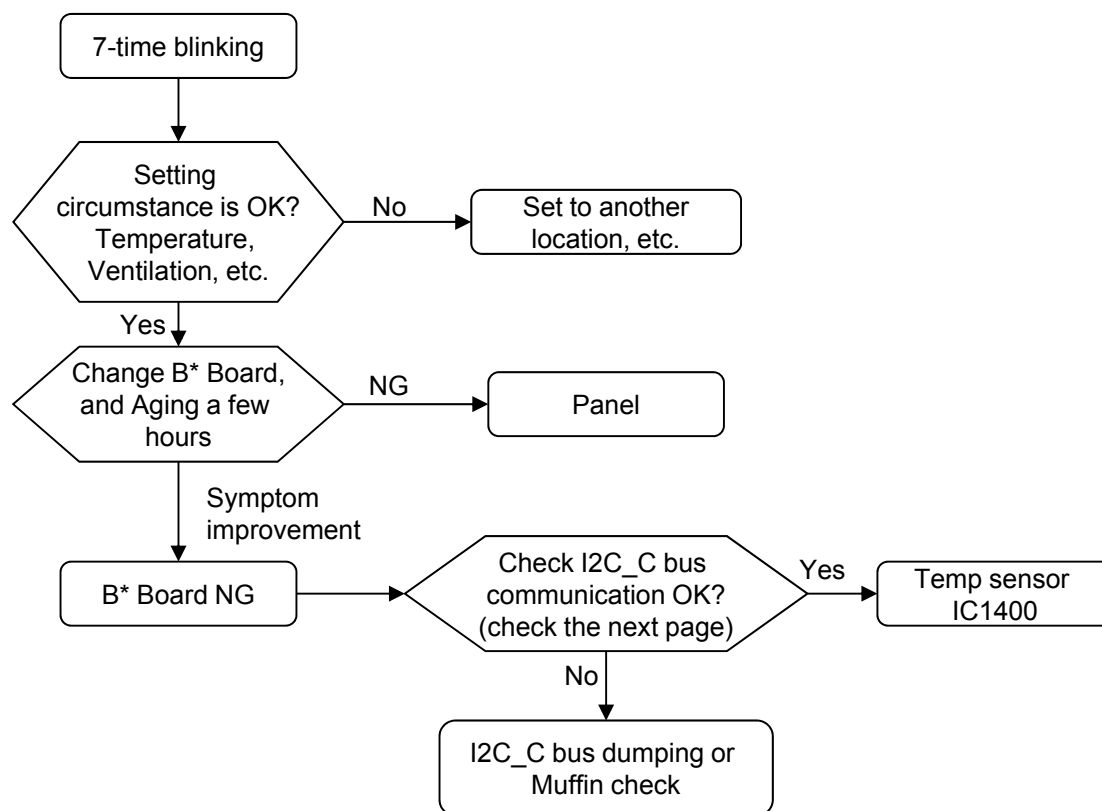 7-time blinking
Setting
circumstance is OK?
Temperature,
Ventilation, etc.
No
Set to another
location, etc.
Yes
Change B* Board,
and Aging a few
hours
NG
Panel
Symptom
improvement
B* Board NG
Check I2C_C bus
communication OK?
(check the next page)
Yes
Temp sensor
IC1400
No
I2C_C bus dumping or
Muffin check